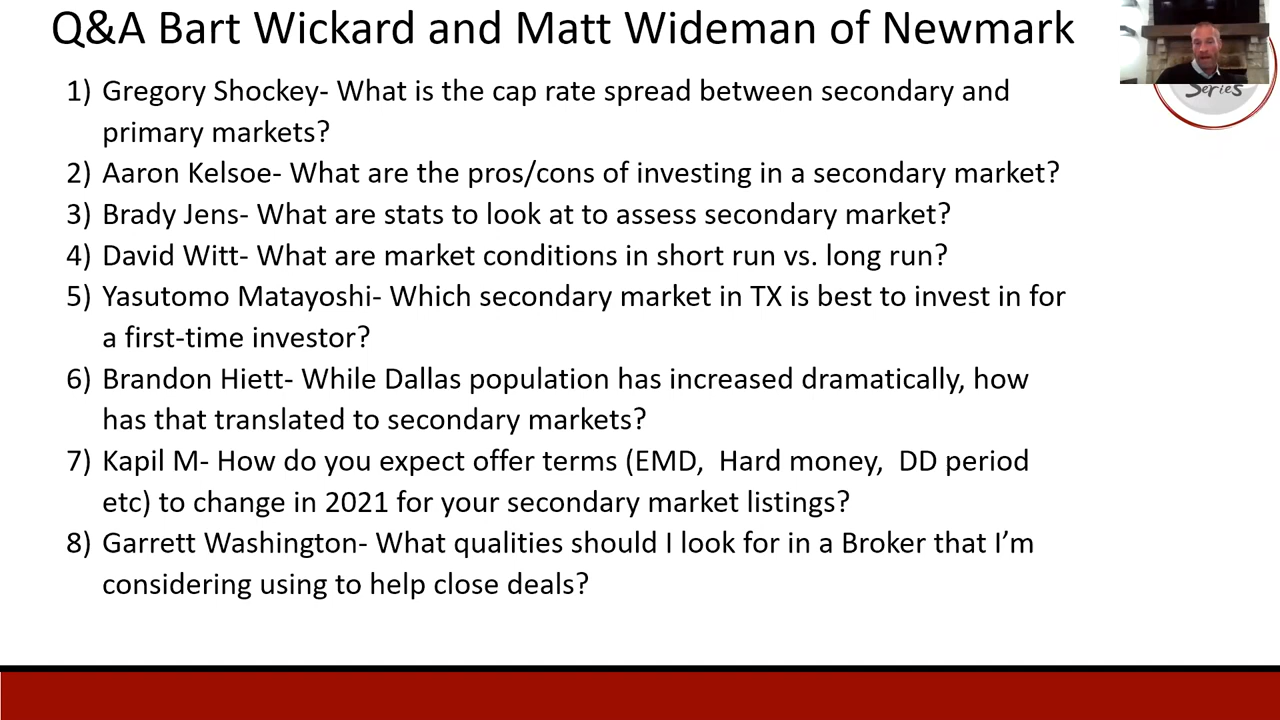 Q&A Bart Wickard and Matt Wideman of Newmark
1) Gregory Shockey- What is the cap rate spread between secondary and
primary markets?
2) Aaron Kelsoe- What are the pros/cons of investing in a secondary market?
3) Brady Jens- What are stats to look at to assess secondary market?
4) David Witt- What are market conditions in short run vs. long run?
5) Yasutomo Matayoshi- Which secondary market in TX is best to invest in for
a first-time investor?
6) Brandon Hiett- While Dallas population has increased dramatically, how
has that translated to secondary markets?
7) Kapil M- How do you expect offer terms (EMD,  Hard money,  DD period
etc) to change in 2021 for your secondary market listings?
8) Garrett Washington- What qualities should I look for in a Broker that I’m
considering using to help close deals?
Series